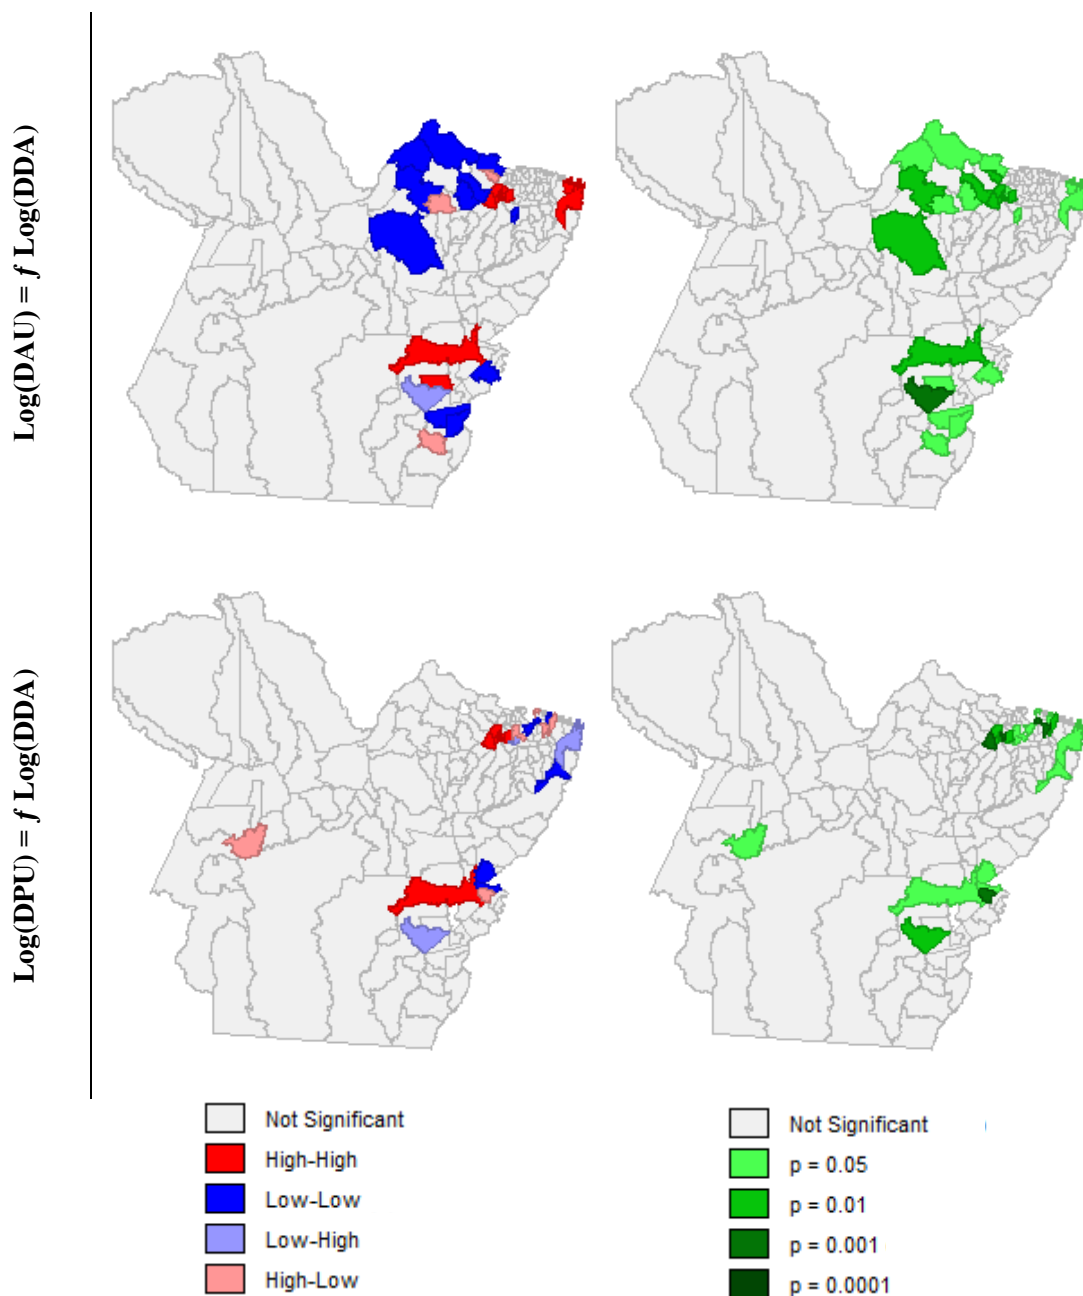 Log(DAU) = f Log(DDA)
Log(DPU) = f Log(DDA)
Not Significant
High-High
Low-Low
Low-High
High-Low
Not Significant
p = 0.05
p = 0.01
p = 0.001
p = 0.0001